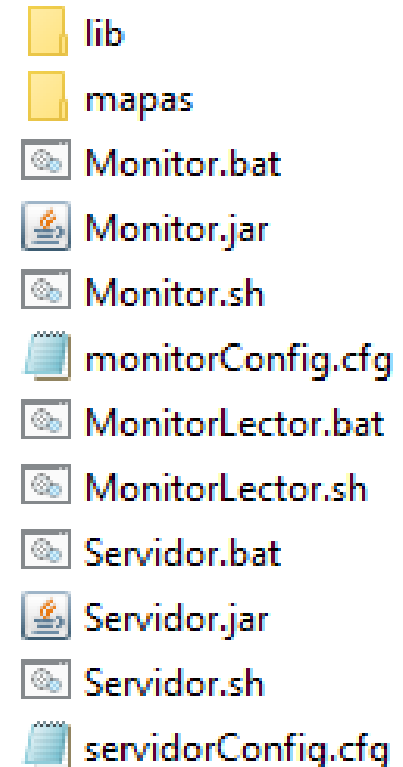 lib
mapas
Monitor.bat
Monitor.jar
Monitor.sh
monitorConfig.cfg
MonitorLector.bat
MonitorLector.sh
Servidor.bat
Servidor.jar
Servidor.sh
servidorConfig.cfg